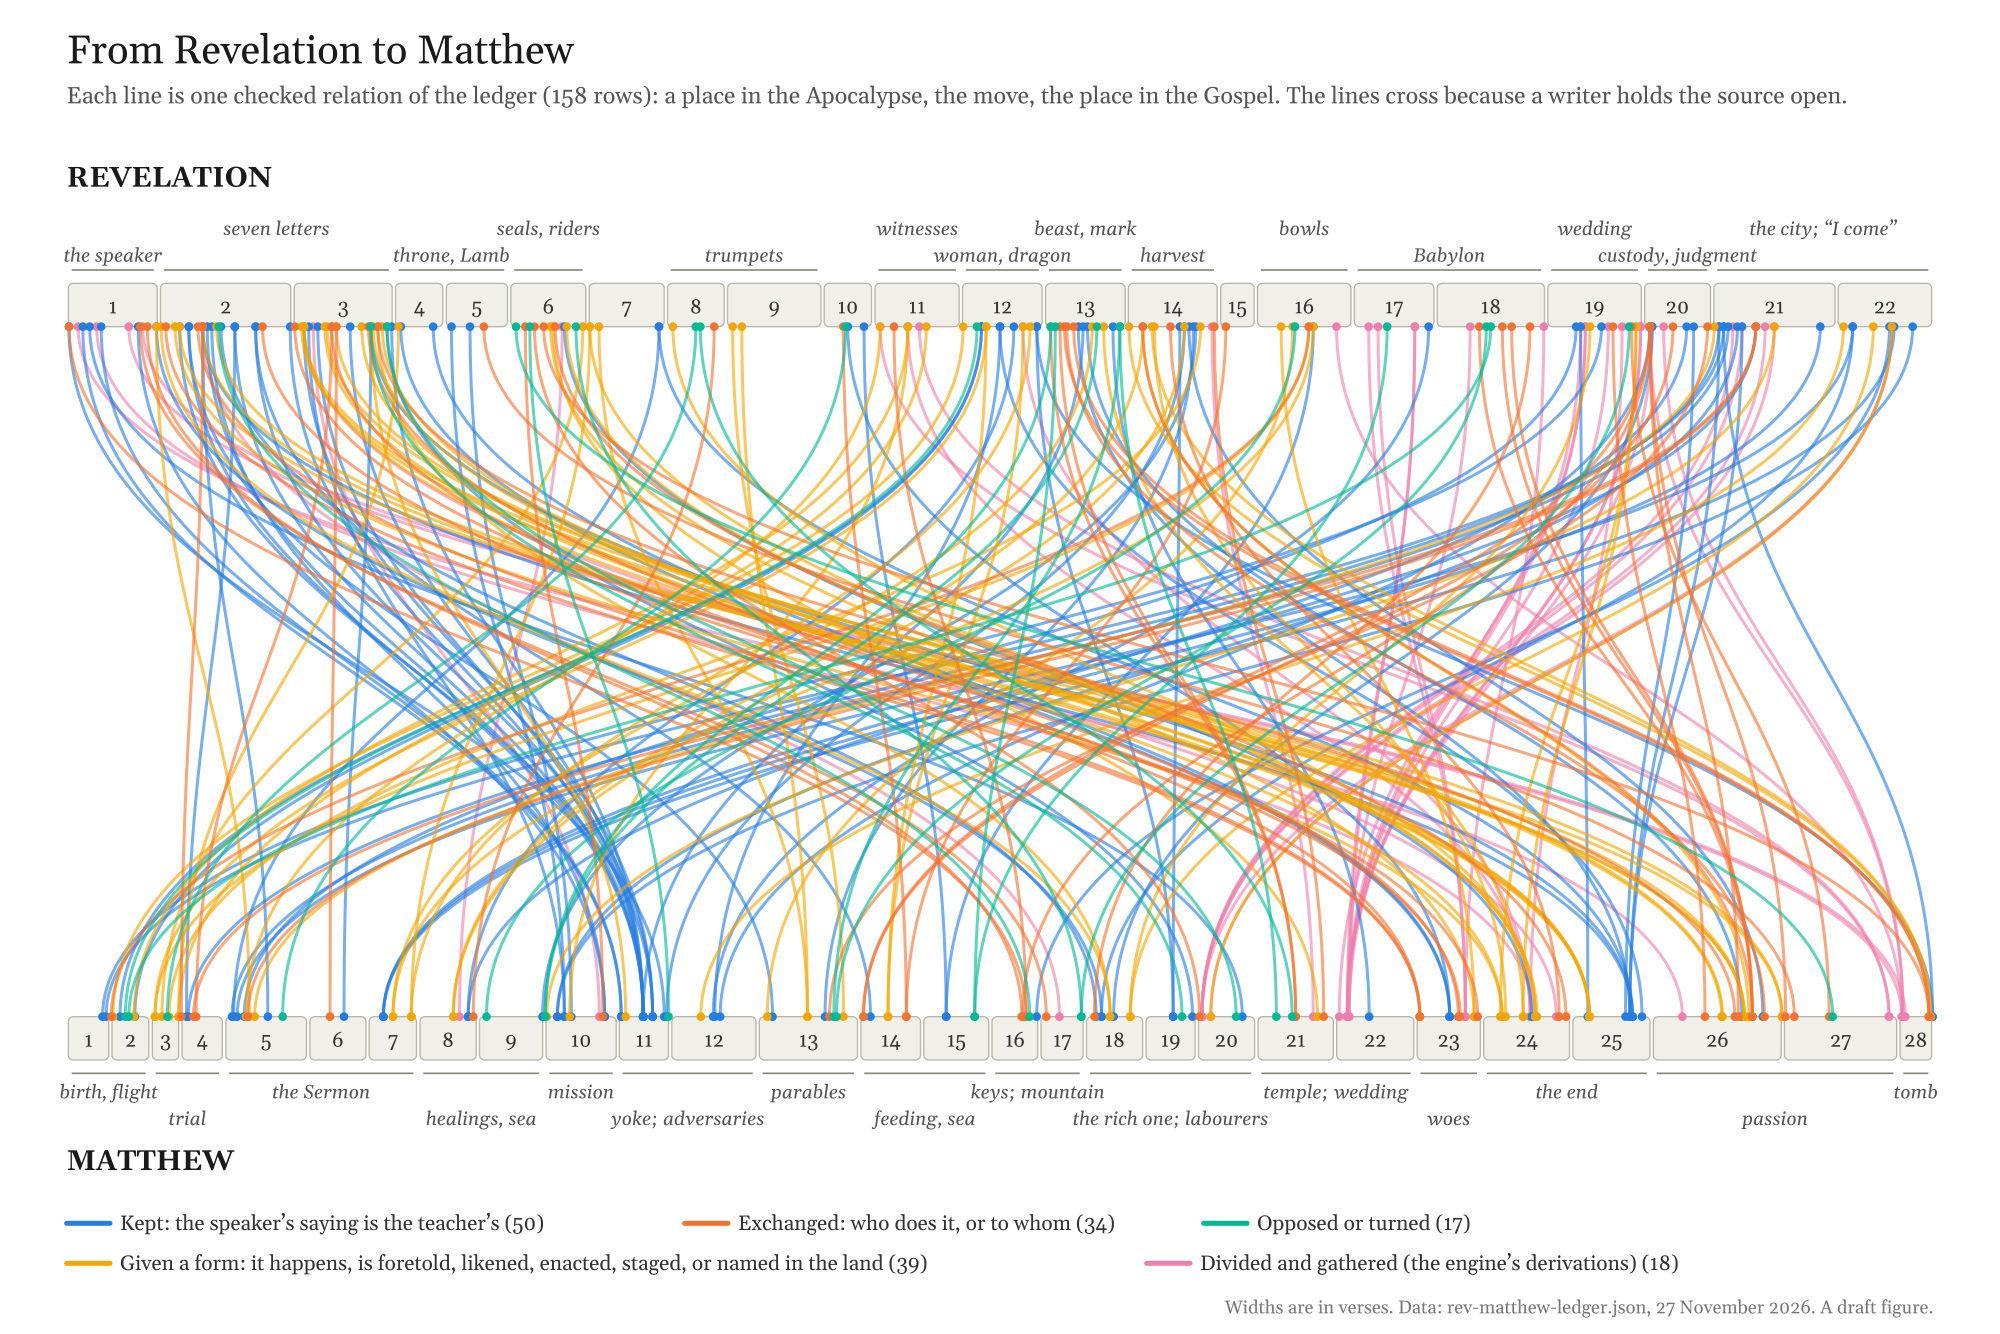 From Revelation to Matthew
Each line is one checked relation of the ledger (158 rows): a place in the Apocalypse, the move, the place in the Gospel. The lines cross because a writer holds the source open.
REVELATION
seven letters seals, riders witnesses beast, mark bowls wedding the city; “I come”
the speaker throne, Lamb trumpets woman, dragon harvest Babylon custody, judgment
1 2 3 4 5 6 7 8 9 10 11 12 13 14 15 16 17 18 19 20 21 22
1 2 3 4 5 6 7 8 9 10 11 12 13 14 15 16 17 18 19 20 21 22 23 24 25 26 27 28
birth, flight the Sermon mission parables keys; mountain temple; wedding the end tomb
trial healings, sea yoke; adversaries feeding, sea the rich one; labourers woes passion
MATTHEW
Kept: the speaker’s saying is the teacher’s (50) Exchanged: who does it, or to whom (34) Opposed or turned (17)
Given a form: it happens, is foretold, likened, enacted, staged, or named in the land (39) Divided and gathered (the engine’s derivations) (18)
Widths are in verses. Data: rev-matthew-ledger.json, 27 November 2026. A draft figure.